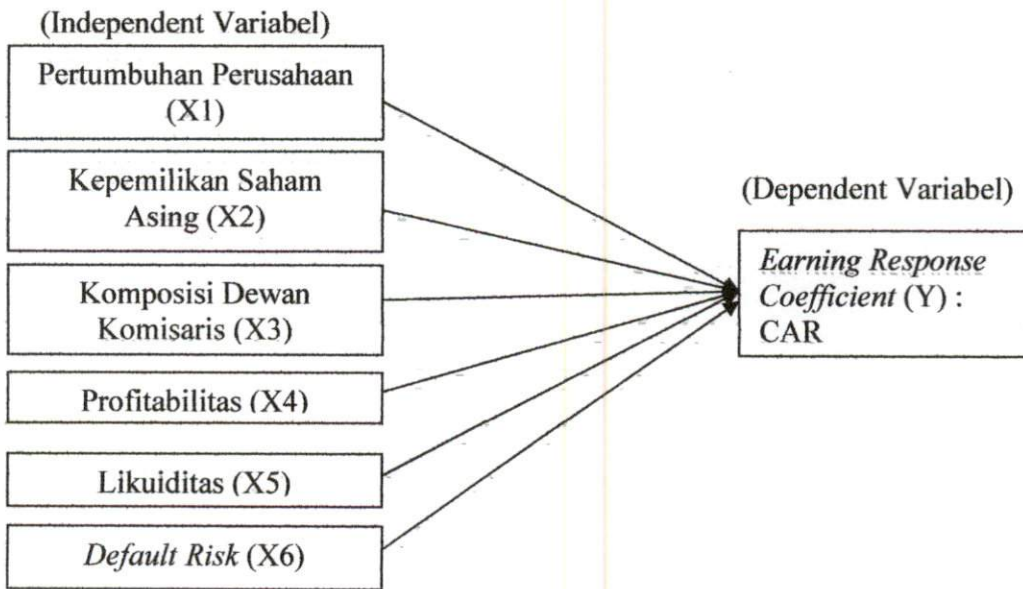 (Independent Variabel)
Pertumbuhan Perusahaan
(X1)
Kepemilikan Saham
Asing (X2)
Komposisi Dewan
Komisaris (X3)
Profitabilitas (X4)
Likuiditas (X5)
Default Risk (X6)
(Dependent Variabel)
Earning Response
Coefficient (Y) :
CAR